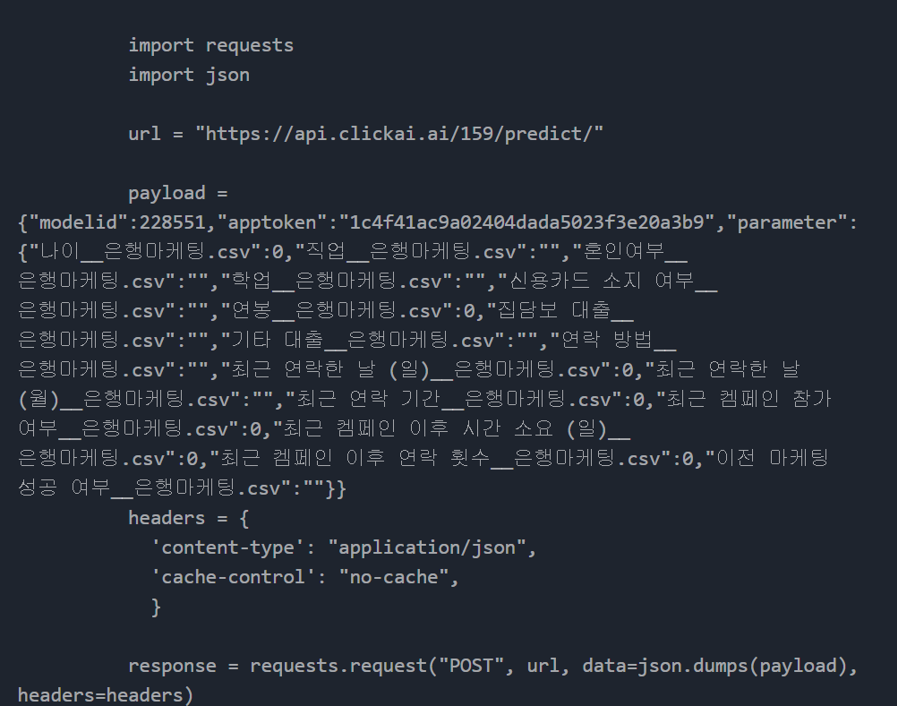 import requests
import json
url = "https://api.clickai.ai/159/predict/"
payload =
{"modelid":228551,"apptoken":"1c4f41ac9a02404dada5023f3e20a3b9","parameter":
{"나이__은행마케팅.csv":0,"직업__은행마케팅.csv":"","혼인여부__
은행마케팅.csv":"","학업__은행마케팅.csv":"","신용카드 소지 여부__
은행마케팅.csv":"","연봉__은행마케팅.csv":0,"집담보 대출__
은행마케팅.csv":"","기타 대출__은행마케팅.csv":"","연락 방법__
은행마케팅.csv":"","최근 연락한 날 (일)__은행마케팅.csv":0,"최근 연락한 날
(월)__은행마케팅.csv":"","최근 연락 기간__은행마케팅.csv":0,"최근 켐페인 참가
여부__은행마케팅.csv":0,"최근 켐페인 이후 시간 소요 (일)__
은행마케팅.csv":0,"최근 켐페인 이후 연락 횟수__은행마케팅.csv":0,"이전 마케팅
성공 여부__은행마케팅.csv":""}}
headers = {
'content-type': "application/json",
'cache-control': "no-cache",
}
response = requests.request("POST", url, data=json.dumps(payload),
headers=headers)